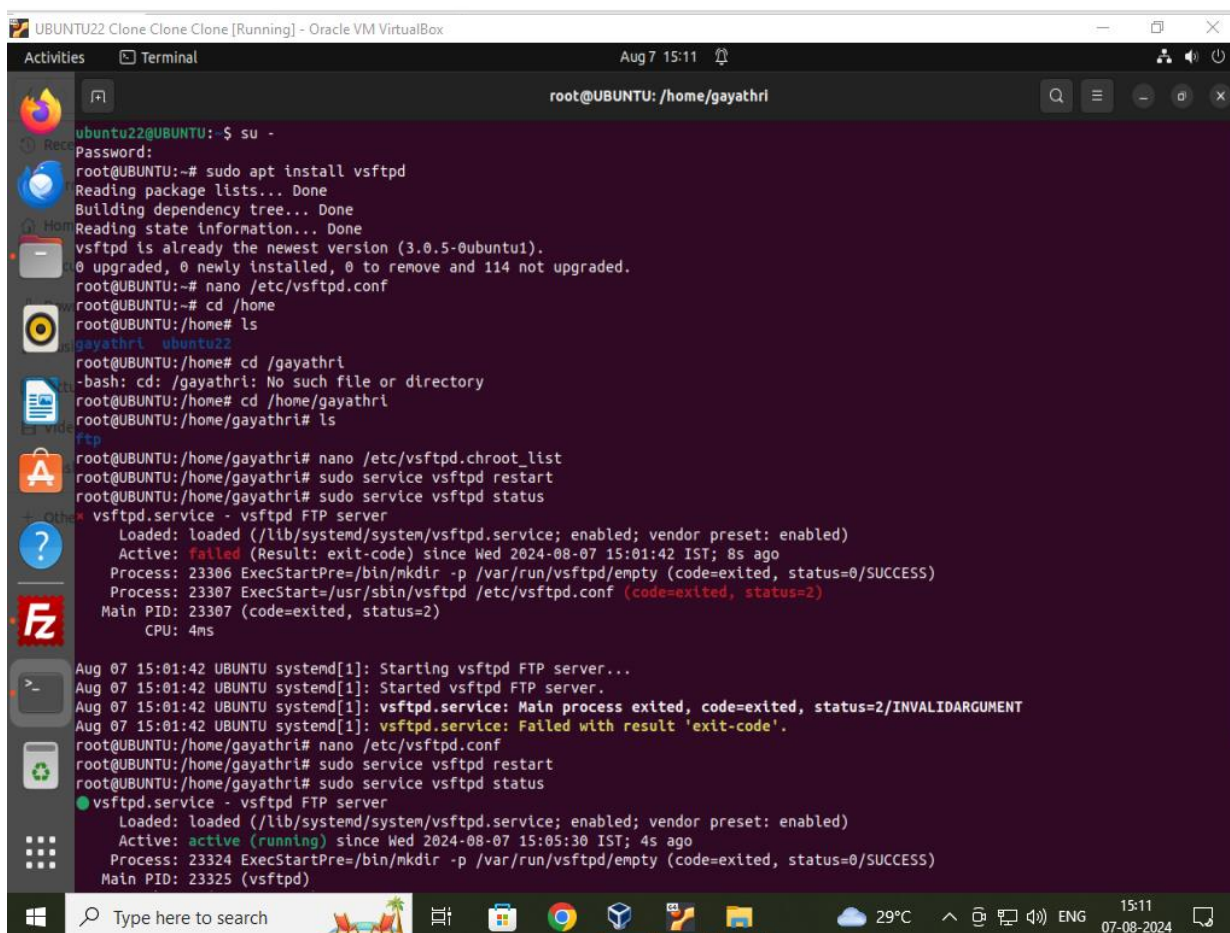 UBUNTU22 Clone Clone Clone [Running] - Oracle VM VirtualBox
Activities Terminal Aug 7 15:11
root@UBUNTU: /home/gayathri
ubuntu22@UBUNTU:~$ su -
Password:
root@UBUNTU:~# sudo apt install vsftpd
Reading package lists... Done
Building dependency tree... Done
Reading state information... Done
vsftpd is already the newest version (3.0.5-0ubuntu1).
0 upgraded, 0 newly installed, 0 to remove and 114 not upgraded.
root@UBUNTU:~# nano /etc/vsftpd.conf
root@UBUNTU:~# cd /home
root@UBUNTU:/home# ls
gayathri ubuntu22
root@UBUNTU:/home# cd /gayathri
-bash: cd: /gayathri: No such file or directory
root@UBUNTU:/home# cd /home/gayathri
root@UBUNTU:/home/gayathri# ls
ftp
root@UBUNTU:/home/gayathri# nano /etc/vsftpd.chroot_list
root@UBUNTU:/home/gayathri# sudo service vsftpd restart
root@UBUNTU:/home/gayathri# sudo service vsftpd status
× vsftpd.service - vsftpd FTP server
Loaded: loaded (/lib/systemd/system/vsftpd.service; enabled; vendor preset: enabled)
Active: failed (Result: exit-code) since Wed 2024-08-07 15:01:42 IST; 8s ago
Process: 23306 ExecStartPre=/bin/mkdir -p /var/run/vsftpd/empty (code=exited, status=0/SUCCESS)
Process: 23307 ExecStart=/usr/sbin/vsftpd /etc/vsftpd.conf (code=exited, status=2)
Main PID: 23307 (code=exited, status=2)
CPU: 4ms
Aug 07 15:01:42 UBUNTU systemd[1]: Starting vsftpd FTP server...
Aug 07 15:01:42 UBUNTU systemd[1]: Started vsftpd FTP server.
Aug 07 15:01:42 UBUNTU systemd[1]: vsftpd.service: Main process exited, code=exited, status=2/INVALIDARGUMENT
Aug 07 15:01:42 UBUNTU systemd[1]: vsftpd.service: Failed with result 'exit-code'.
root@UBUNTU:/home/gayathri# nano /etc/vsftpd.conf
root@UBUNTU:/home/gayathri# sudo service vsftpd restart
root@UBUNTU:/home/gayathri# sudo service vsftpd status
● vsftpd.service - vsftpd FTP server
Loaded: loaded (/lib/systemd/system/vsftpd.service; enabled; vendor preset: enabled)
Active: active (running) since Wed 2024-08-07 15:05:30 IST; 4s ago
Process: 23324 ExecStartPre=/bin/mkdir -p /var/run/vsftpd/empty (code=exited, status=0/SUCCESS)
Main PID: 23325 (vsftpd)
Type here to search 29°C ENG 15:11
07-08-2024